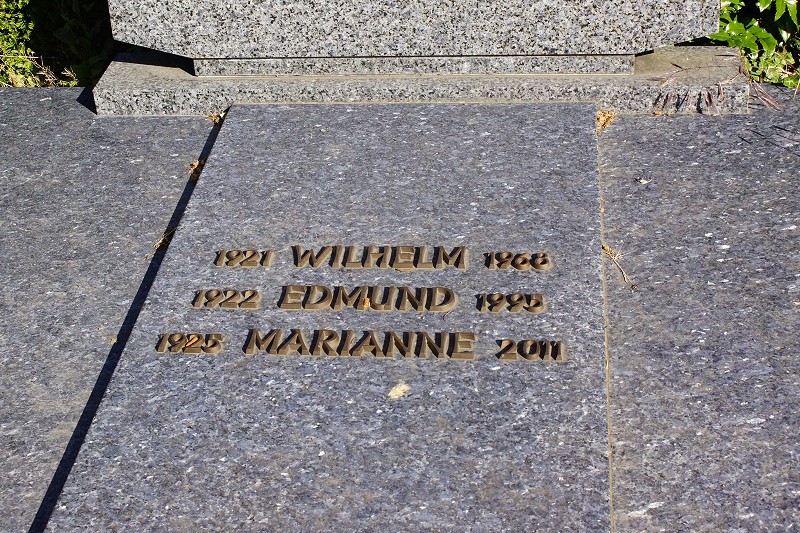 1921 WILHELM 1968
1922 EDMUND 1995
1925 MARIANNE 2011